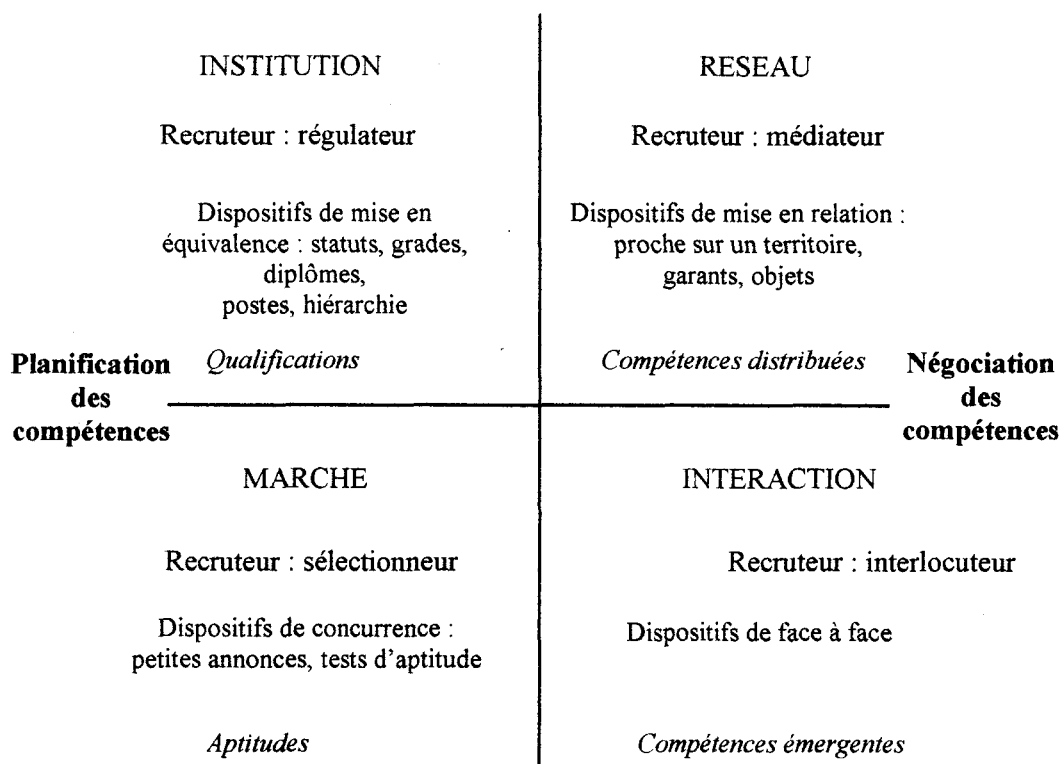 INSTITUTION
Recruteur : régulateur
Dispositifs de mise en
équivalence : statuts, grades,
diplômes,
postes, hiérarchie
Qualifications
RESEAU
Recruteur : médiateur
Dispositifs de mise en relation :
proche sur un territoire,
garants, objets
Compétences distribuées
Planification
des
compétences
Négociation
des
compétences
MARCHE
Recruteur : sélectionneur
Dispositifs de concurrence :
petites annonces, tests d'aptitude
Aptitudes
INTERACTION
Recruteur : interlocuteur
Dispositifs de face à face
Compétences émergentes